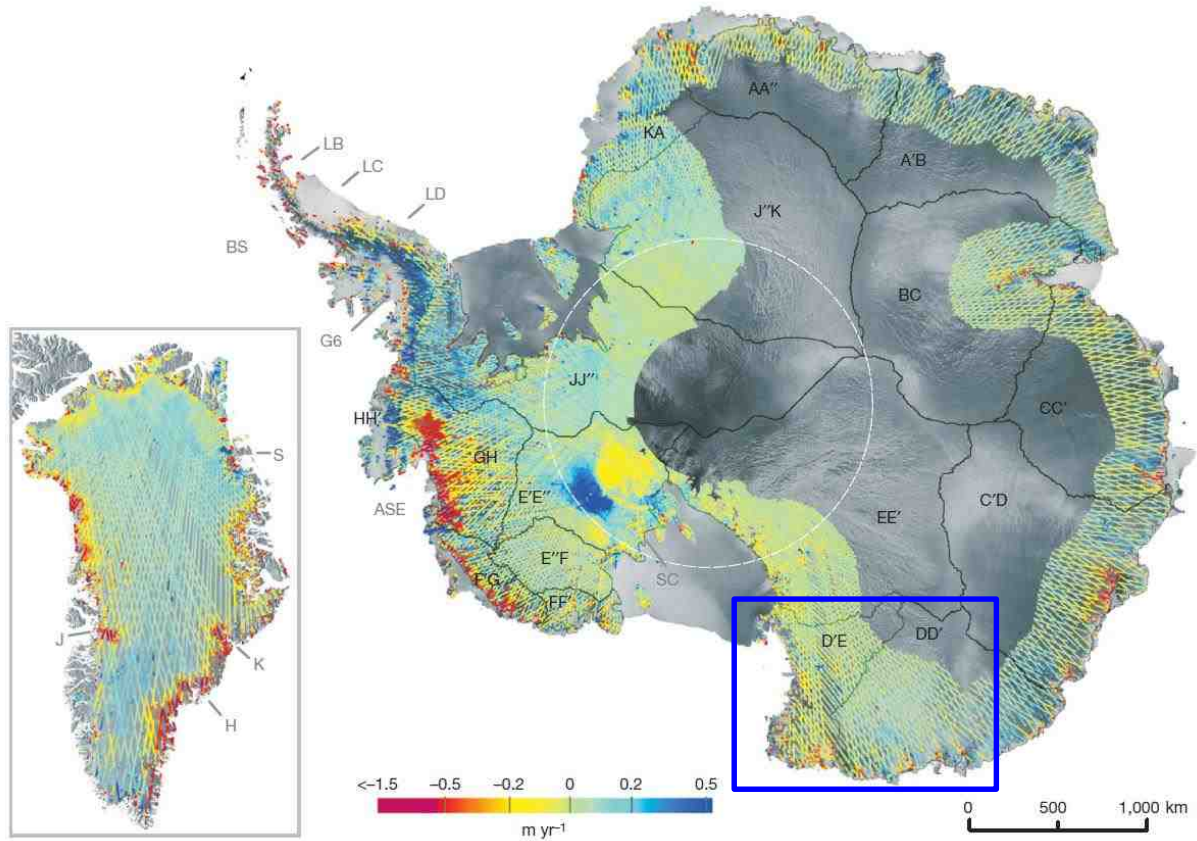 AA″
LB
KA
LC
A′B
LD
J″K
BS
BC
G6
JJ″
CC′
HH′
S
GH
E′E″
C′D
ASE
EE′
E″F
SC
FF′
J
D′E
DD′
K
H
<–1.5 –0.5 –0.2 0 0.2 0.5
m yr⁻¹
0 500 1,000 km